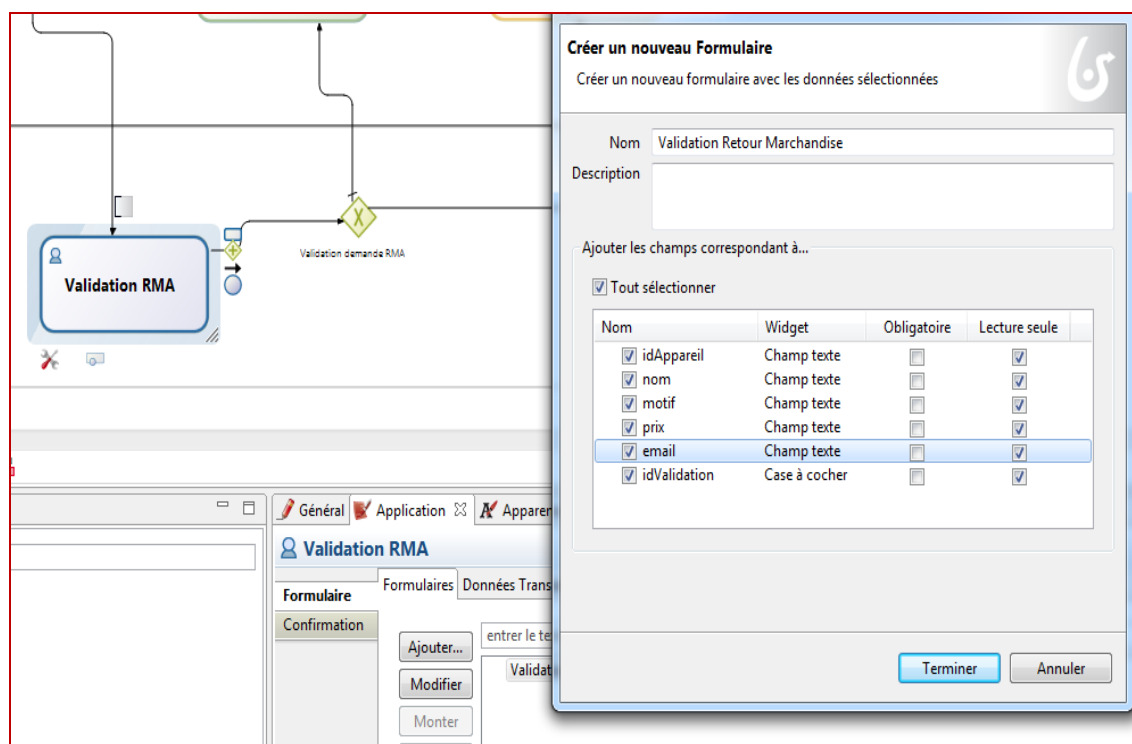 Validation RMA
Validation demande RMA
Général Application Apparen
Validation RMA
Formulaire
Confirmation
Formulaires Données Trans
Ajouter... entrer le te
Modifier Validat
Monter
Créer un nouveau Formulaire
Créer un nouveau formulaire avec les données sélectionnées
Nom Validation Retour Marchandise
Description
Ajouter les champs correspondant à...
Tout sélectionner
Nom Widget Obligatoire Lecture seule
idAppareil Champ texte
nom Champ texte
motif Champ texte
prix Champ texte
email Champ texte
idValidation Case à cocher
Terminer Annuler